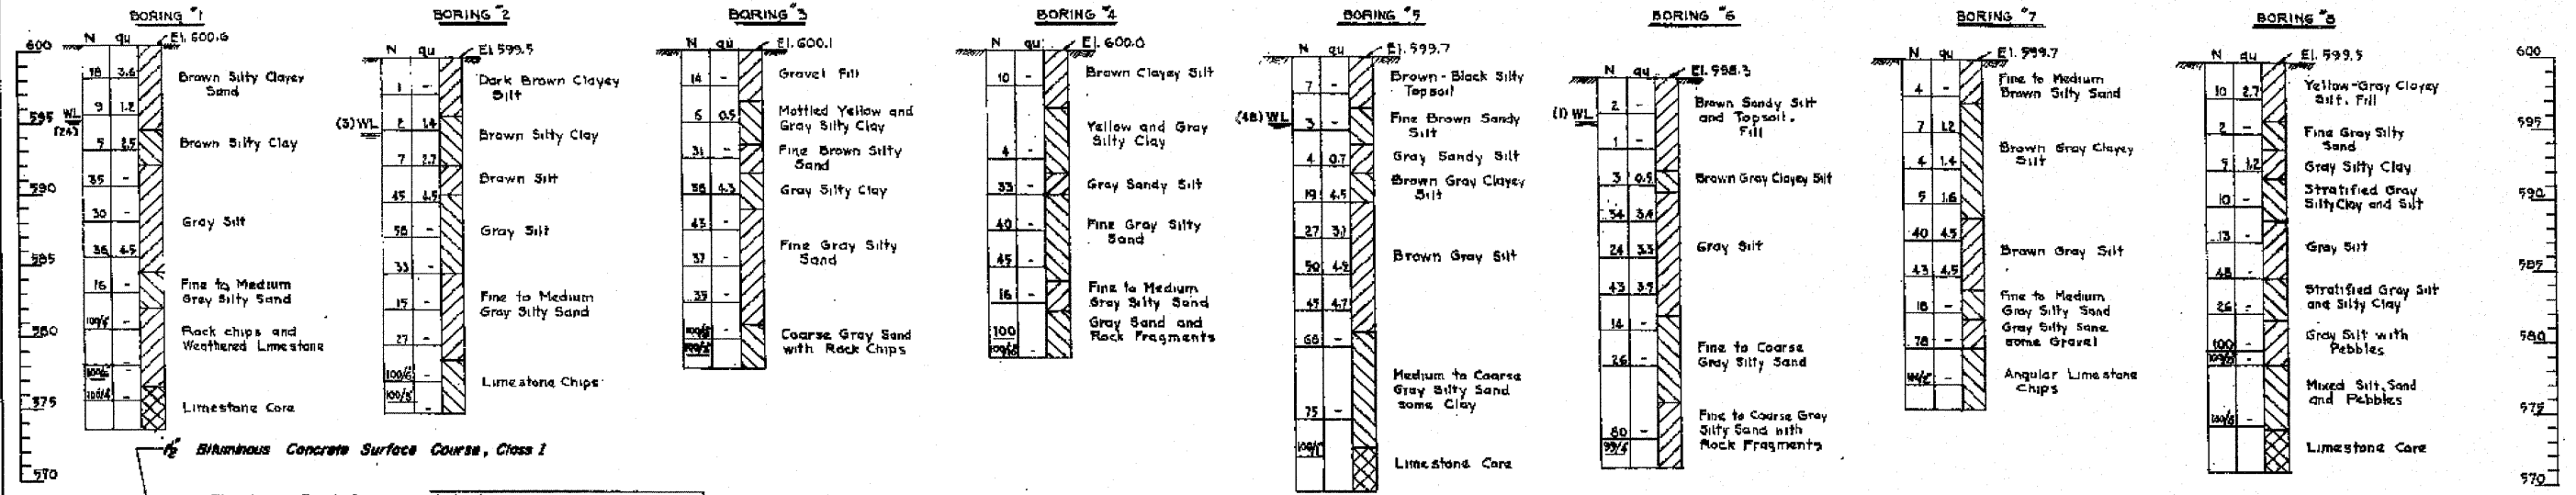 BORING #1
N qu El. 600.6
600
18 3.6
Brown Silty Clayey
Sand
9 1.2
595 WL
(24)
5 2.5
Brown Silty Clay
35 -
590
30 -
Gray Silt
36 4.5
585
16 -
Fine to Medium
Gray Silty Sand
580
Rock chips and
Weathered Limestone
575
Limestone Core
570
1½" Bituminous Concrete Surface Course, Class I
BORING #2
N qu El. 599.5
1 -
Dark Brown Clayey
Silt
(3) WL 2 1.4
Brown Silty Clay
7 2.7
Brown Silt
45 4.5
58 -
Gray Silt
33 -
15 -
Fine to Medium
Gray Silty Sand
27 -
100/6" -
Limestone Chips
100/5"
BORING #3
N qu El. 600.1
14 -
Gravel Fill
6 0.5
Mottled Yellow and
Gray Silty Clay
31 -
Fine Brown Silty
Sand
36 4.3
Gray Silty Clay
43 -
Fine Gray Silty
Sand
37 -
35 -
Coarse Gray Sand
with Rock Chips
BORING #4
N qu El. 600.0
10 -
Brown Clayey Silt
Yellow and Gray
Silty Clay
4 -
33 -
Gray Sandy Silt
40 -
Fine Gray Silty
Sand
45 -
16 -
Fine to Medium
Gray Silty Sand
100
Gray Sand and
Rock Fragments
BORING #5
N qu El. 599.7
7 -
Brown-Black Silty
Topsoil
(48) WL 3 -
Fine Brown Sandy
Silt
4 0.7
Gray Sandy Silt
19 4.5
Brown Gray Clayey
Silt
27 3.1
Brown Gray Silt
50 4.2
45 4.7
68 -
Medium to Coarse
Gray Silty Sand
some Clay
75 -
Limestone Core
BORING #6
N qu El. 598.3
2 -
Brown Sandy Silt
and Topsoil.
Fill
(1) WL
1 -
3 0.5
Brown Gray Clayey Silt
34 3.4
24 3.3
Gray Silt
43 3.5
14 -
26 -
Fine to Coarse
Gray Silty Sand
80 -
Fine to Coarse Gray
Silty Sand with
Rock Fragments
BORING #7
N qu El. 599.7
4 -
Fine to Medium
Brown Silty Sand
7 1.2
4 1.4
Brown Gray Clayey
Silt
5 1.6
40 4.5
Brown Gray Silt
43 4.5
18 -
Fine to Medium
Gray Silty Sand
78 -
Gray Silty Sand
some Gravel
Angular Limestone
Chips
BORING #8
N qu El. 599.5
10 2.7
Yellow-Gray Clayey
Silt. Fill
2 -
Fine Gray Silty
Sand
5 1.2
Gray Silty Clay
10 -
Stratified Gray
Silty Clay and Silt
13 -
Gray Silt
48 -
26 -
Stratified Gray Silt
and Silty Clay
100 -
Gray Silt with
Pebbles
Mixed Silt, Sand
and Pebbles
Limestone Core
600
595
590
585
580
575
570